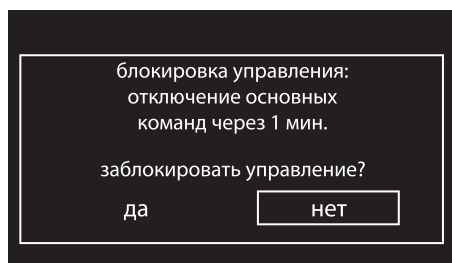 блокировка управления:
отключение основных
команд через 1 мин.
заблокировать управление?
да нет